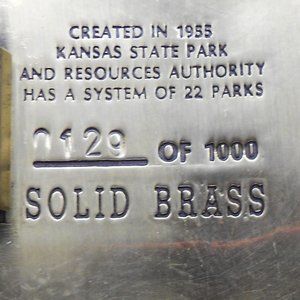 CREATED IN 1955
KANSAS STATE PARK
AND RESOURCES AUTHORITY
HAS A SYSTEM OF 22 PARKS
0129 OF 1000
SOLID BRASS